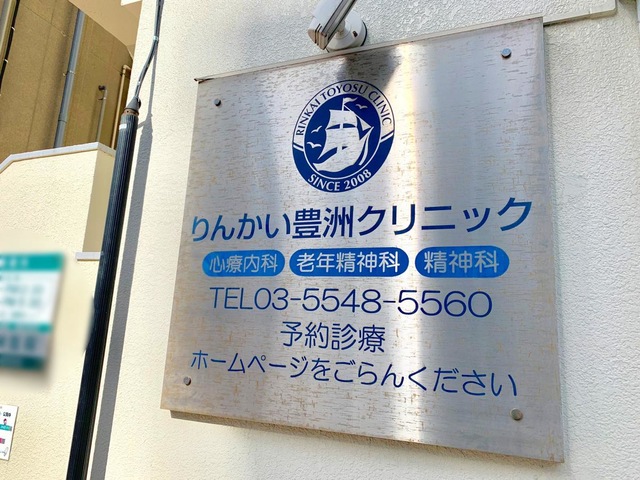 RINKAI TOYOSU CLINIC
SINCE 2008
りんかい豊洲クリニック
心療内科 老年精神科 精神科
TEL03-5548-5560
予約診療
ホームページをごらんください